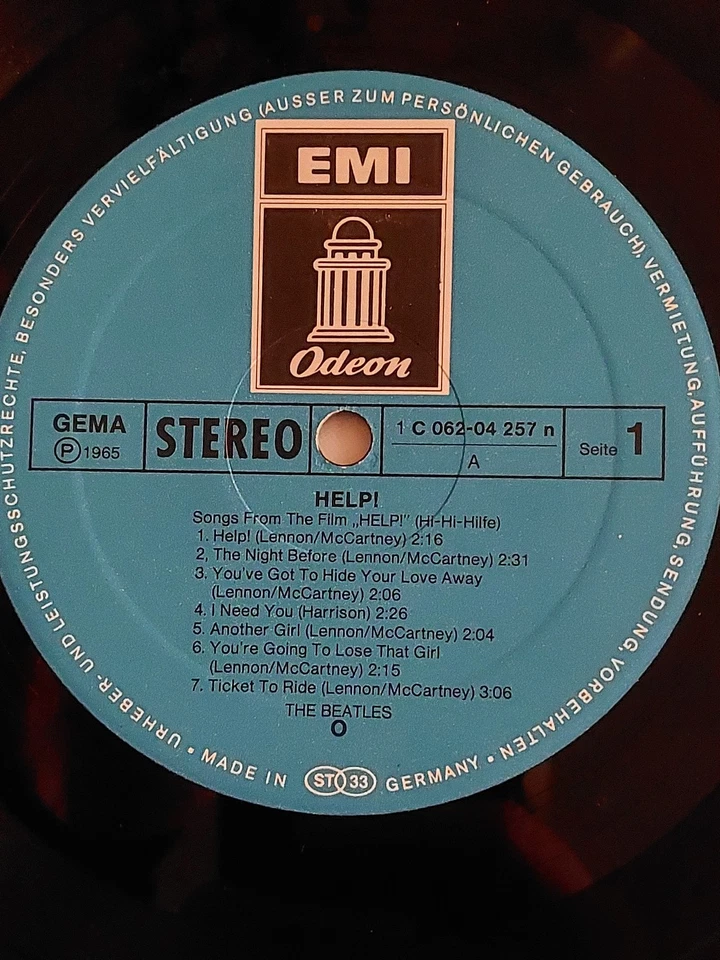 URHEBER- UND LEISTUNGSSCHUTZRECHTE, BESONDERS VERVIELFÄLTIGUNG (AUSSER ZUM PERSÖNLICHEN GEBRAUCH), VERMIETUNG, AUFFÜHRUNG, SENDUNG, VORBEHALTEN •
EMI
Odeon
GEMA
Ⓟ 1965
STEREO
1 C 062-04 257 n
A
Seite 1
HELP!
Songs From The Film „HELP!" (Hi-Hi-Hilfe)
1. Help! (Lennon/McCartney) 2:16
2, The Night Before (Lennon/McCartney) 2:31
3. You've Got To Hide Your Love Away
(Lennon/McCartney) 2:06
4. I Need You (Harrison) 2:26
5. Another Girl (Lennon/McCartney) 2:04
6. You're Going To Lose That Girl
(Lennon/McCartney) 2:15
7. Ticket To Ride (Lennon/McCartney) 3:06
THE BEATLES
O
• MADE IN ST 33 GERMANY •